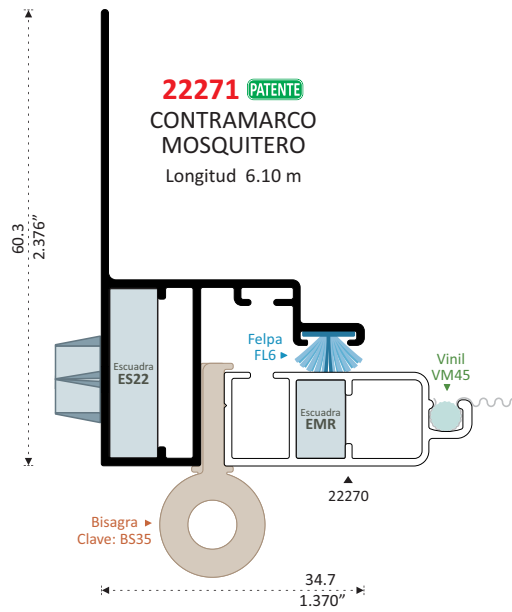 22271 PATENTE
CONTRAMARCO
MOSQUITERO
Longitud 6.10 m
60.3
2.376”
Felpa
FL6
Vinil
VM45
Escuadra
ES22
Escuadra
EMR
22270
Bisagra
Clave: BS35
34.7
1.370”